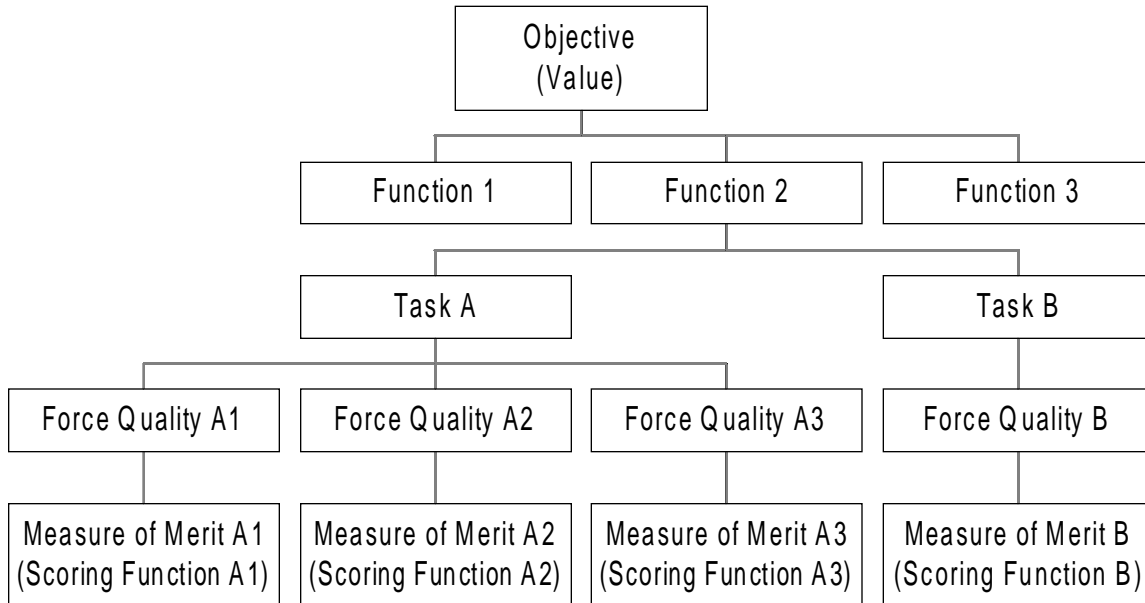 Objective
(Value)
Function 1
Function 2
Function 3
Task A
Task B
Force Quality A1
Force Quality A2
Force Quality A3
Force Quality B
Measure of Merit A1
(Scoring Function A1)
Measure of Merit A2
(Scoring Function A2)
Measure of Merit A3
(Scoring Function A3)
Measure of Merit B
(Scoring Function B)